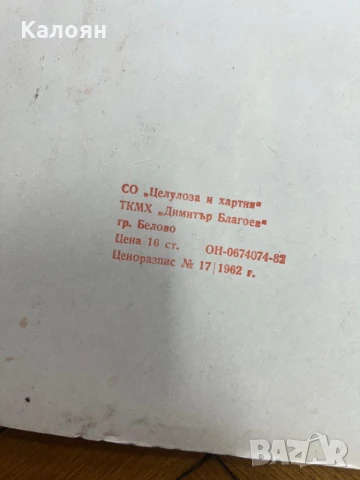 Калоян
СО „Целулоза и хартия"
ТКМХ „Димитър Благоев"
гр. Белово
Цена 16 ст. ОН-0674074-82
Ценоразпис № 17/1962 г.
BAZAR